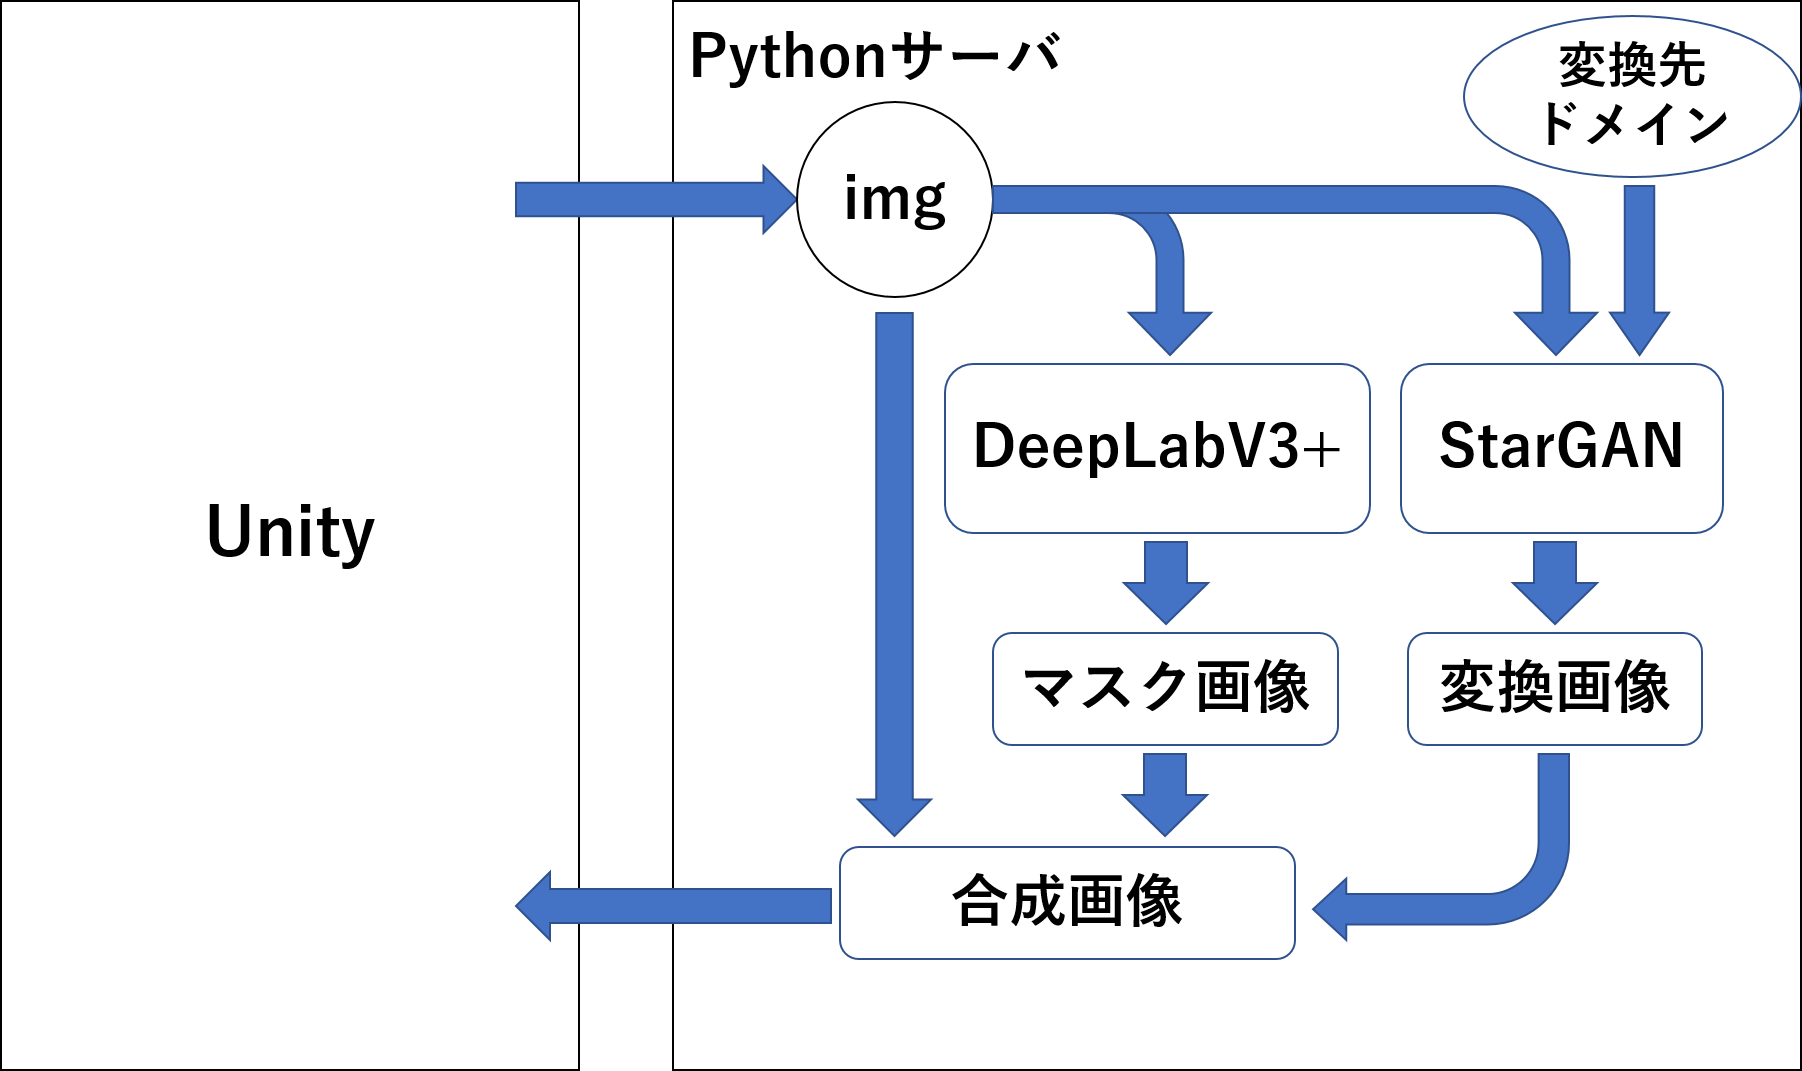 Pythonサーバ
変換先
ドメイン
img
DeepLabV3+
StarGAN
Unity
マスク画像
変換画像
合成画像